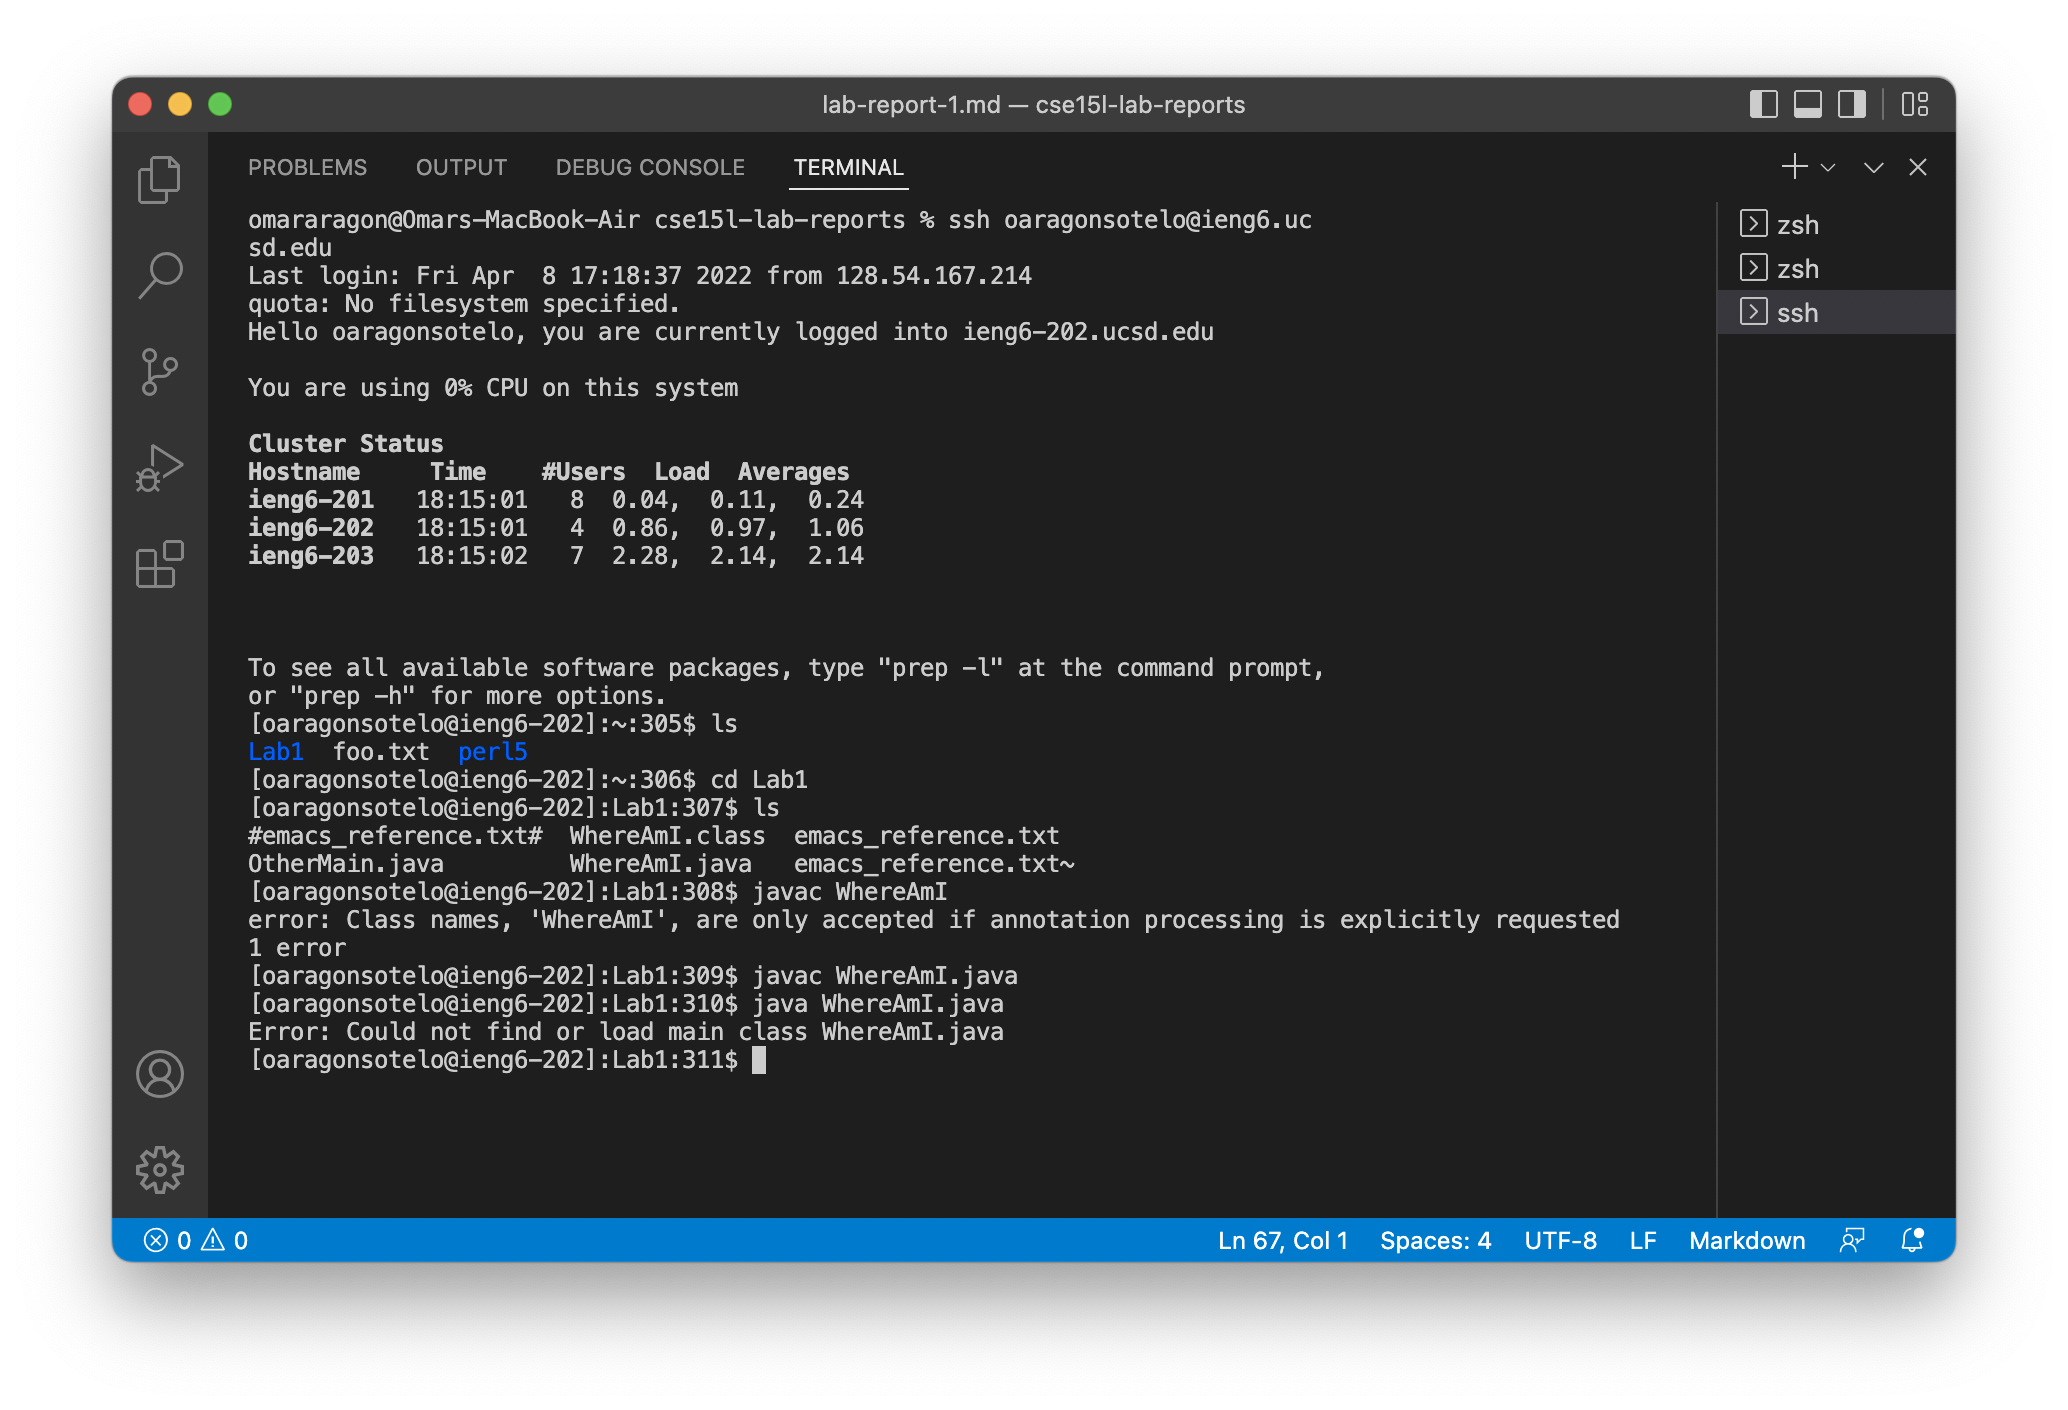 lab-report-1.md — cse15l-lab-reports
PROBLEMS OUTPUT DEBUG CONSOLE TERMINAL
omararagon@Omars-MacBook-Air cse15l-lab-reports % ssh oaragonsotelo@ieng6.uc
sd.edu
Last login: Fri Apr  8 17:18:37 2022 from 128.54.167.214
quota: No filesystem specified.
Hello oaragonsotelo, you are currently logged into ieng6-202.ucsd.edu
You are using 0% CPU on this system
Cluster Status
Hostname     Time    #Users  Load  Averages
ieng6-201   18:15:01   8  0.04,  0.11,  0.24
ieng6-202   18:15:01   4  0.86,  0.97,  1.06
ieng6-203   18:15:02   7  2.28,  2.14,  2.14
To see all available software packages, type "prep -l" at the command prompt,
or "prep -h" for more options.
[oaragonsotelo@ieng6-202]:~:305$ ls
Lab1  foo.txt  perl5
[oaragonsotelo@ieng6-202]:~:306$ cd Lab1
[oaragonsotelo@ieng6-202]:Lab1:307$ ls
#emacs_reference.txt#  WhereAmI.class  emacs_reference.txt
OtherMain.java         WhereAmI.java   emacs_reference.txt~
[oaragonsotelo@ieng6-202]:Lab1:308$ javac WhereAmI
error: Class names, 'WhereAmI', are only accepted if annotation processing is explicitly requested
1 error
[oaragonsotelo@ieng6-202]:Lab1:309$ javac WhereAmI.java
[oaragonsotelo@ieng6-202]:Lab1:310$ java WhereAmI.java
Error: Could not find or load main class WhereAmI.java
[oaragonsotelo@ieng6-202]:Lab1:311$
zsh
zsh
ssh
0 0 Ln 67, Col 1 Spaces: 4 UTF-8 LF Markdown